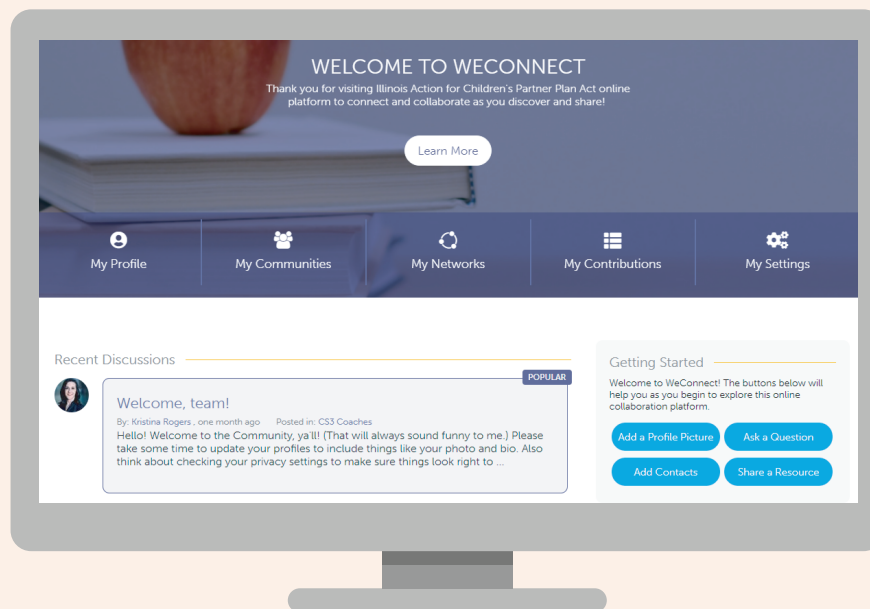 WELCOME TO WECONNECT
Thank you for visiting Illinois Action for Children's Partner Plan Act online
platform to connect and collaborate as you discover and share!
Learn More
My Profile
My Communities
My Networks
My Contributions
My Settings
Recent Discussions
POPULAR
Welcome, team!
By: Kristina Rogers , one month ago Posted in: CS3 Coaches
Hello! Welcome to the Community, ya'll! (That will always sound funny to me.) Please
take some time to update your profiles to include things like your photo and bio. Also
think about checking your privacy settings to make sure things look right to ...
Getting Started
Welcome to WeConnect! The buttons below will
help you as you begin to explore this online
collaboration platform.
Add a Profile Picture
Ask a Question
Add Contacts
Share a Resource